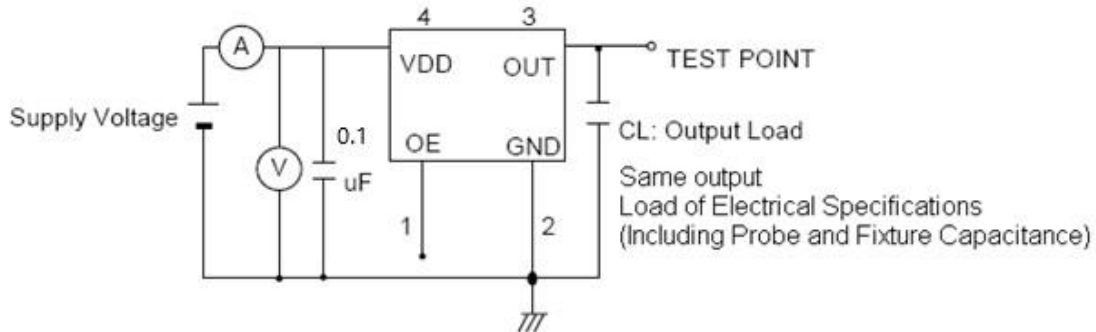 4 3
A
VDD OUT
TEST POINT
Supply Voltage
0.1
uF
V
OE GND
CL: Output Load
1 2
Same output
Load of Electrical Specifications
(Including Probe and Fixture Capacitance)